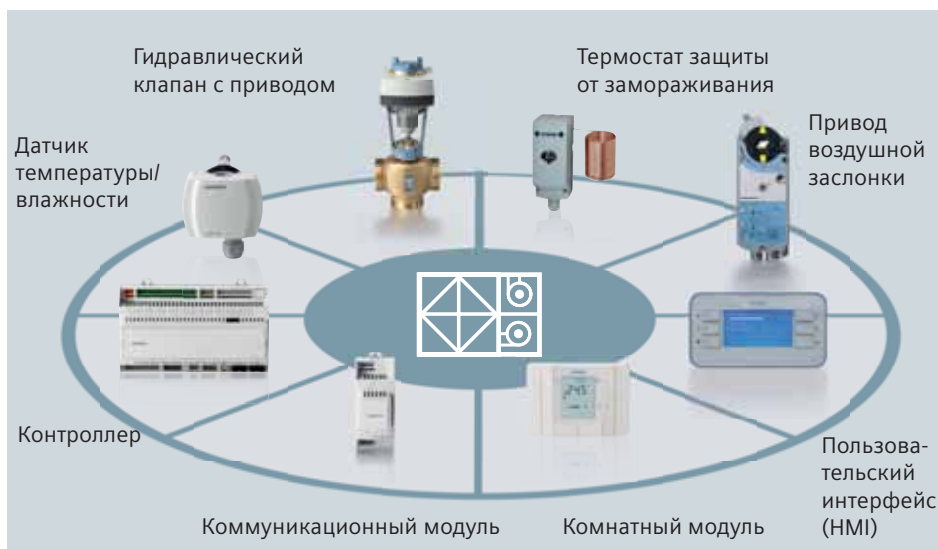 Гидравлический
клапан с приводом
Термостат защиты
от замораживания
Датчик
температуры/
влажности
Привод
воздушной
заслонки
Контроллер
Пользова-
тельский
интерфейс
(HMI)
Коммуникационный модуль
Комнатный модуль